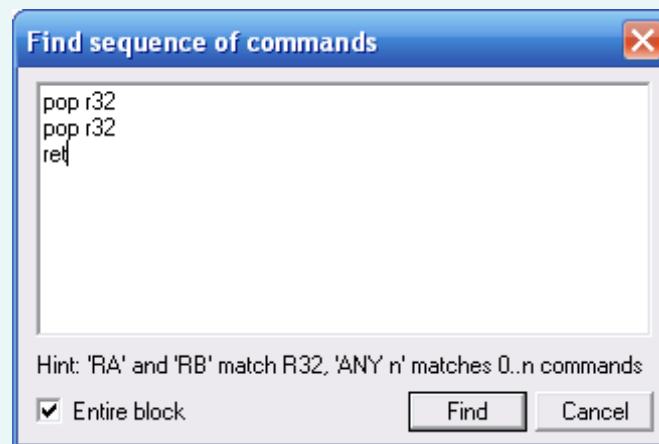 Find sequence of commands
pop r32
pop r32
ret
Hint: 'RA' and 'RB' match R32, 'ANY n' matches 0..n commands
Entire block
Find
Cancel